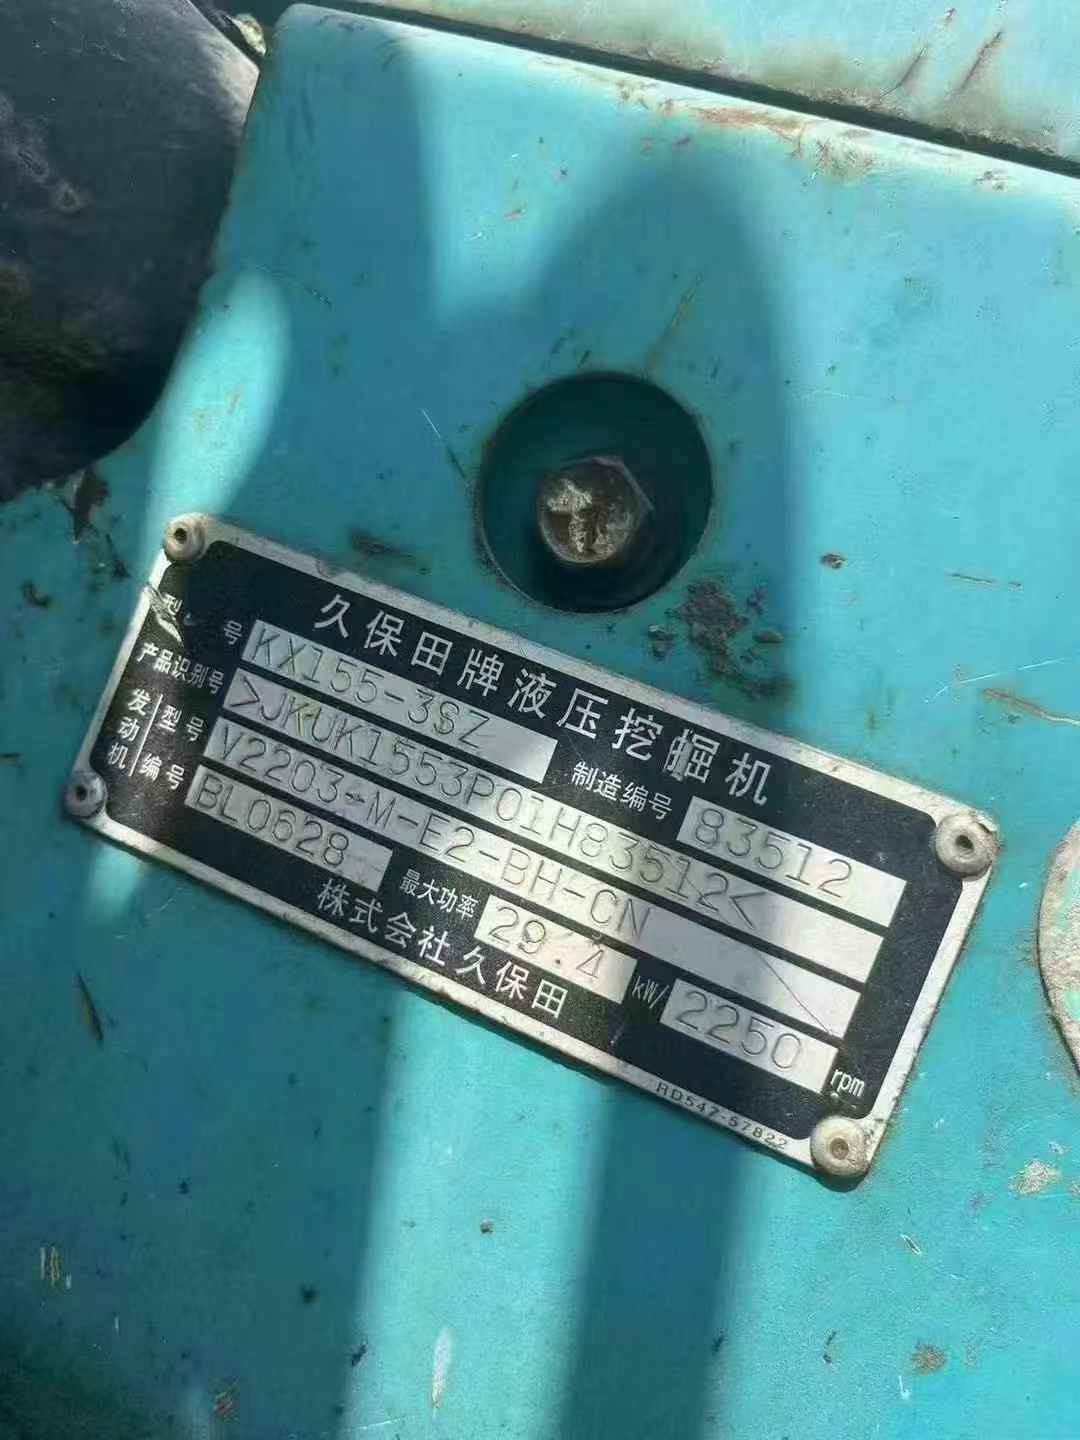 久保田牌液压挖掘机
型 号 KX155-3SZ 制造编号 83512
产品识别号 >JKUK1553P01H83512<
发动机 型号 V2203-M-E2-BH-CN
编号 BL0628 最大功率 29.4 kW/ 2250 rpm
株式会社久保田
RD547-57822